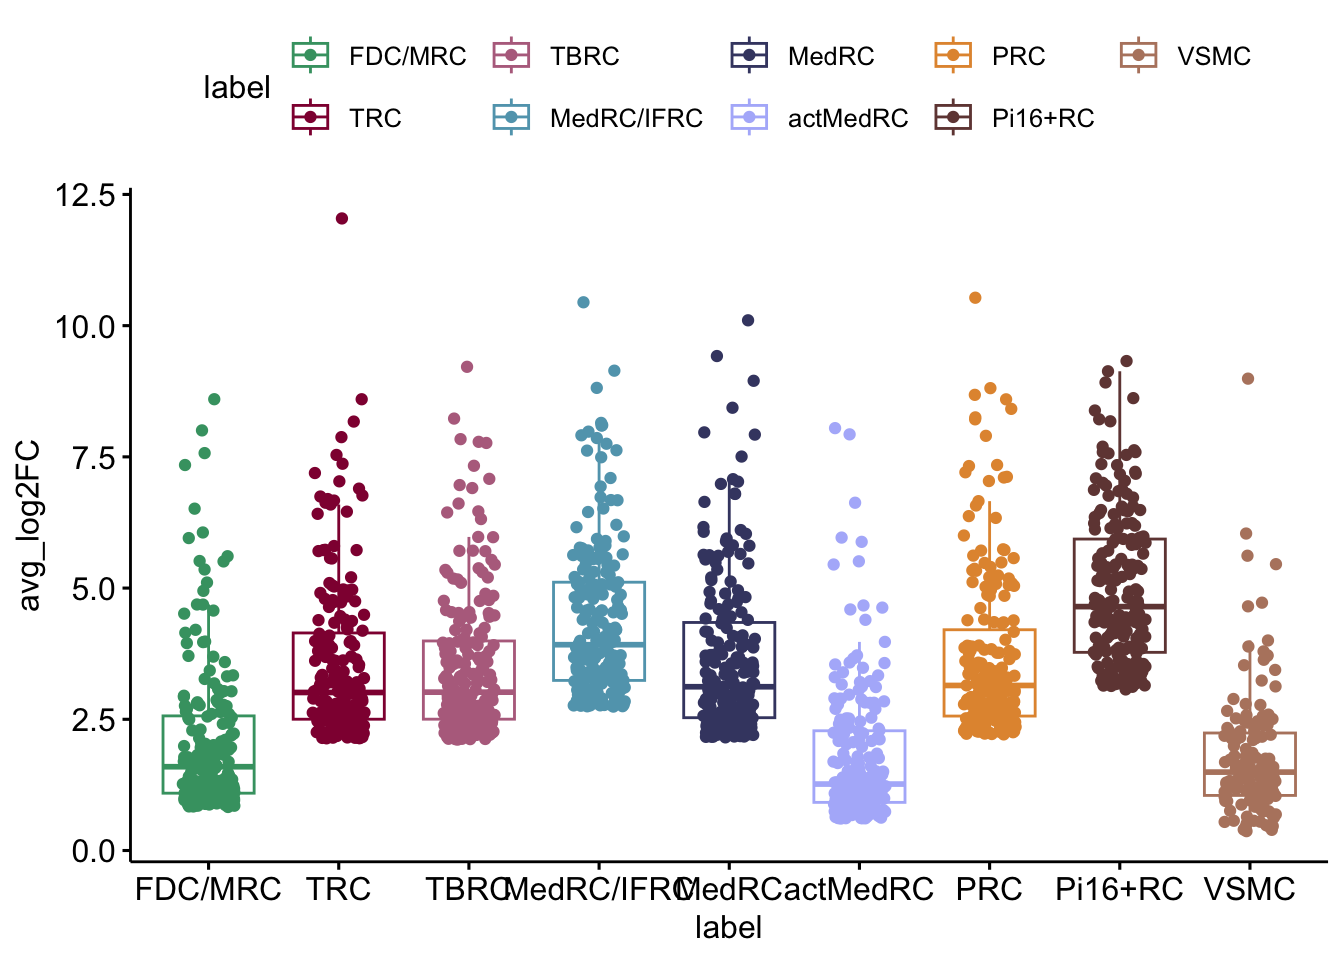 label
FDC/MRC TBRC MedRC PRC VSMC
TRC MedRC/IFRC actMedRC Pi16+RC
avg_log2FC
12.5
10.0
7.5
5.0
2.5
0.0
FDC/MRC TRC TBRC MedRC/IFRC MedRC actMedRC PRC Pi16+RC VSMC
label